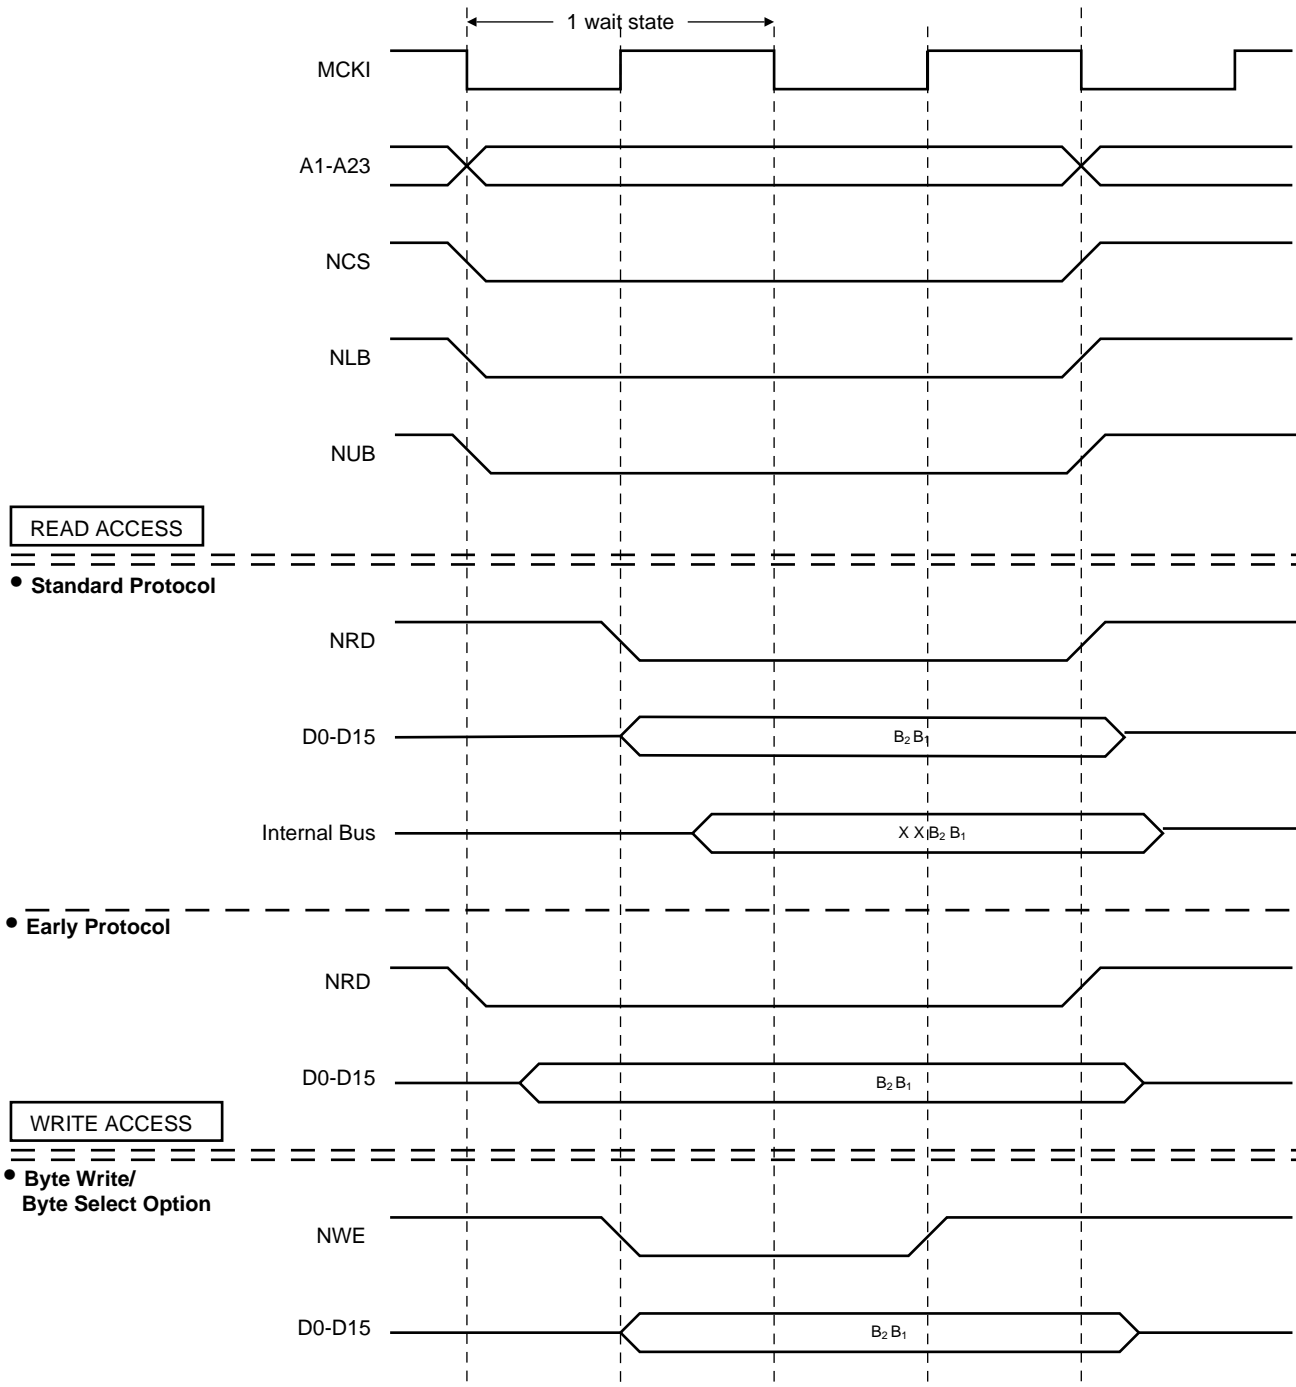 1 wait state
MCKI
A1-A23
NCS
NLB
NUB
READ ACCESS
• Standard Protocol
NRD
D0-D15
B₂ B₁
Internal Bus
X X B₂ B₁
• Early Protocol
NRD
D0-D15
B₂ B₁
WRITE ACCESS
• Byte Write/
Byte Select Option
NWE
D0-D15
B₂ B₁